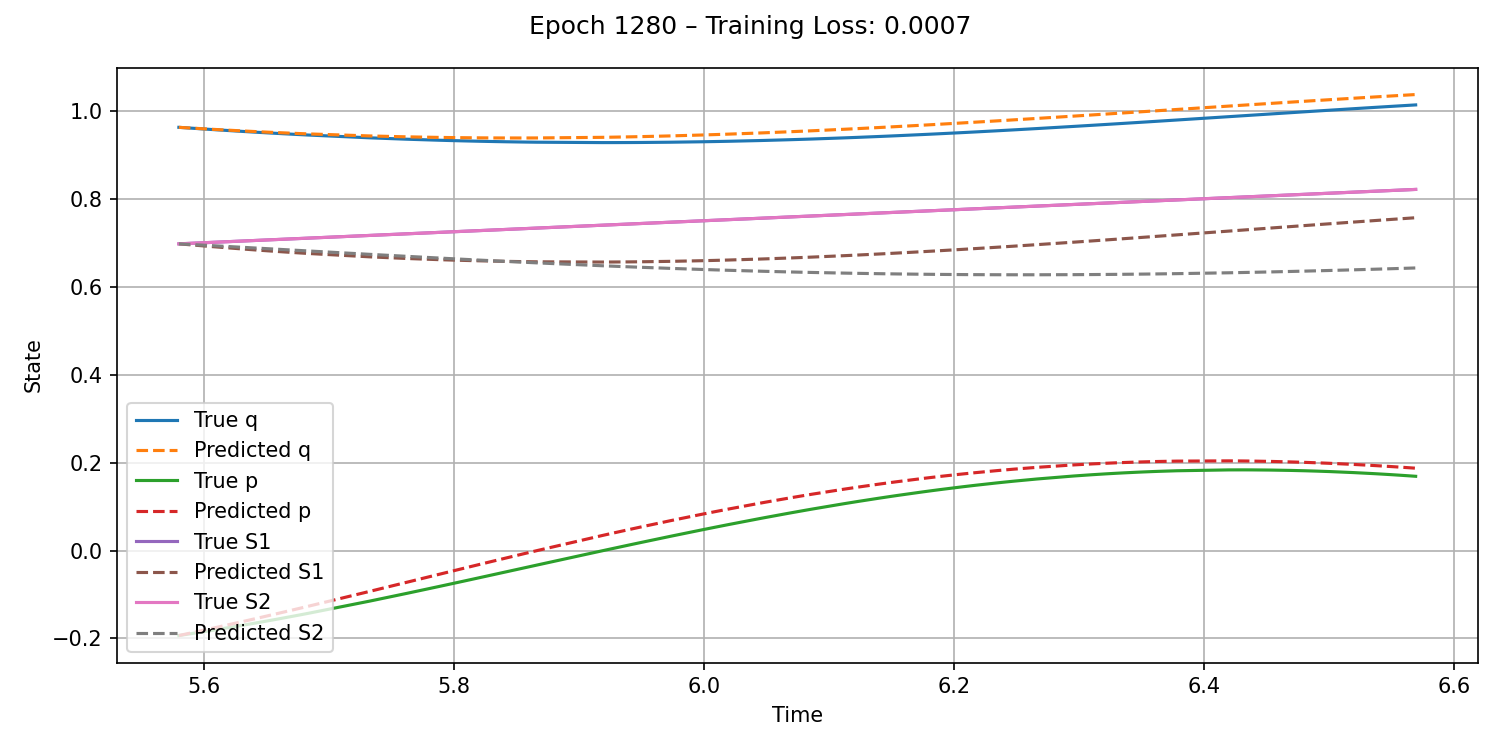 Epoch 1280 – Training Loss: 0.0007
State
1.0
0.8
0.6
0.4
0.2
0.0
−0.2
True q
Predicted q
True p
Predicted p
True S1
Predicted S1
True S2
Predicted S2
5.6 5.8 6.0 6.2 6.4 6.6
Time